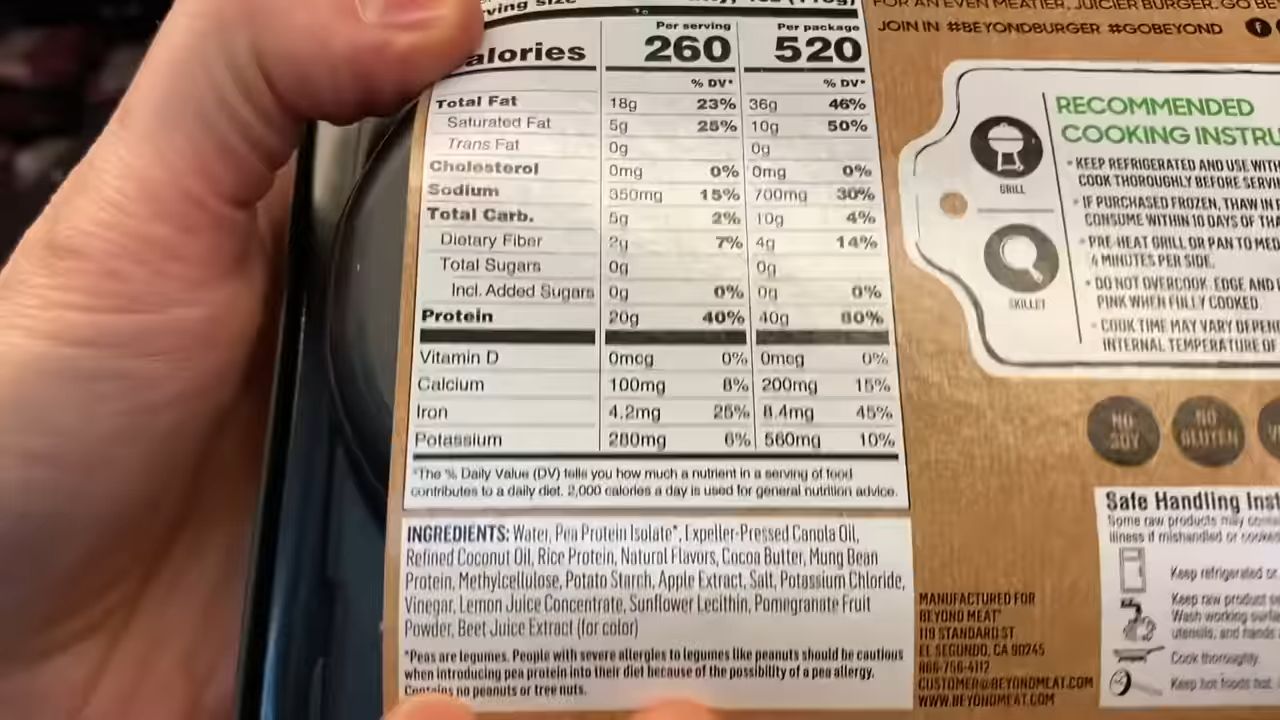 Per serving Per package
alories 260 520
% DV* % DV*
Total Fat 18g 23% 36g 46%
Saturated Fat 5g 25% 10g 50%
Trans Fat 0g 0g
Cholesterol 0mg 0% 0mg 0%
Sodium 350mg 15% 700mg 30%
Total Carb. 5g 2% 10g 4%
Dietary Fiber 2g 7% 4g 14%
Total Sugars 0g 0g
Incl. Added Sugars 0g 0% 0g 0%
Protein 20g 40% 40g 80%
Vitamin D 0mcg 0% 0mcg 0%
Calcium 100mg 8% 200mg 15%
Iron 4.2mg 25% 8.4mg 45%
Potassium 280mg 6% 560mg 10%
*The % Daily Value (DV) tells you how much a nutrient in a serving of food
contributes to a daily diet. 2,000 calories a day is used for general nutrition advice.
INGREDIENTS: Water, Pea Protein Isolate*, Expeller-Pressed Canola Oil,
Refined Coconut Oil, Rice Protein, Natural Flavors, Cocoa Butter, Mung Bean
Protein, Methylcellulose, Potato Starch, Apple Extract, Salt, Potassium Chloride,
Vinegar, Lemon Juice Concentrate, Sunflower Lecithin, Pomegranate Fruit
Powder, Beet Juice Extract (for color)
*Peas are legumes. People with severe allergies to legumes like peanuts should be cautious
when introducing pea protein into their diet because of the possibility of a pea allergy.
Contains no peanuts or tree nuts.
FOR AN EVEN MEATIER, JUICIER BURGER. GO BE
JOIN IN #BEYONDBURGER #GOBEYOND
RECOMMENDED
COOKING INSTRU
GRILL
SKILLET
• KEEP REFRIGERATED AND USE WITH
COOK THOROUGHLY BEFORE SERVIN
• IF PURCHASED FROZEN, THAW IN
CONSUME WITHIN 10 DAYS OF THA
• PRE-HEAT GRILL OR PAN TO MED
4 MINUTES PER SIDE.
• DO NOT OVERCOOK. EDGE AND
PINK WHEN FULLY COOKED.
• COOK TIME MAY VARY DEPEN
INTERNAL TEMPERATURE OF
NO
SOY
NO
GLUTEN
MANUFACTURED FOR
BEYOND MEAT
119 STANDARD ST
EL SEGUNDO, CA 90245
866-756-4112
CUSTOMER@BEYONDMEAT.COM
WWW.BEYONDMEAT.COM
Safe Handling Inst
Some raw products may
illness if mishandled or cooked
Keep refrigerated or
Keep raw product
Wash working
utensils, and hands
Cook thoroughly.
Keep hot foods hot.